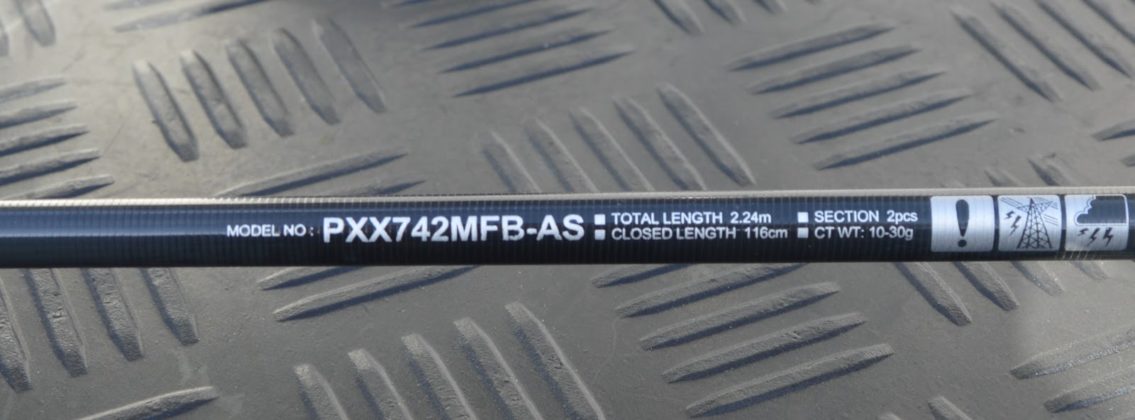 MODEL NO: PXX742MFB-AS
■ TOTAL LENGTH 2.24m ■ SECTION 2pcs
■ CLOSED LENGTH 116cm ■ CT WT: 10-30g